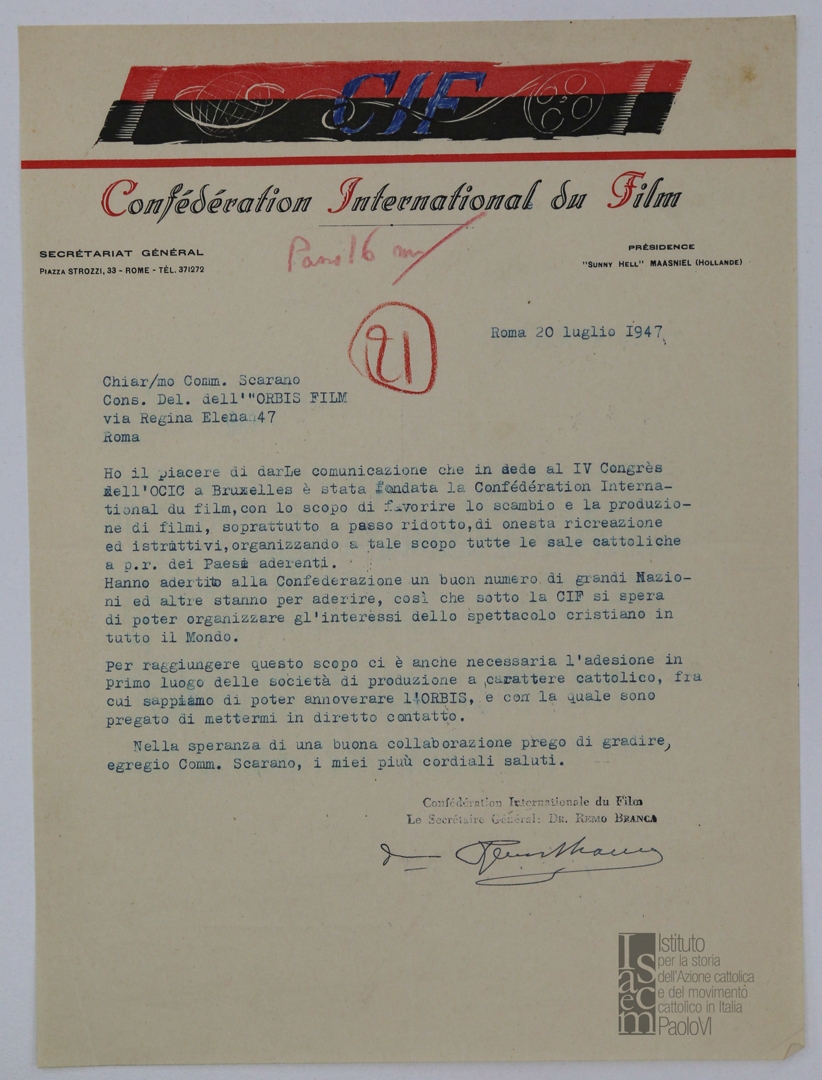 CIF
Confédération International du Film
SECRÉTARIAT GÉNÉRAL
PIAZZA STROZZI, 33 - ROME - TÉL. 371272
PRÉSIDENCE
"SUNNY HELL" MAASNIEL (HOLLANDE)
16 mm
21
Roma 20 luglio 1947,
Chiar/mo Comm. Scarano
Cons. Del. dell'"ORBIS FILM
via Regina Elena 47
Roma
Ho il piacere di darLe comunicazione che in dede al IV Congrès
dell'OCIC a Bruxelles è stata fondata la Confédération Interna-
tional du film,con lo scopo di favorire lo scambio e la produzio-
ne di filmi, soprattutto a passo ridotto,di onesta ricreazione
ed istruttivi,organizzando a tale scopo tutte le sale cattoliche
a p.r. dei Paesi aderenti.
Hanno adertito alla Confederazione un buon numero di grandi Nazio-
ni ed altre stanno per aderire, così che sotto la CIF si spera
di poter organizzare gl'interessi dello spettacolo cristiano in
tutto il Mondo.
Per raggiungere questo scopo ci è anche necessaria l'adesione in
primo luogo delle società di produzione a carattere cattolico, fra
cui sappiamo di poter annoverare l'ORBIS, e con la quale sono
pregato di mettermi in diretto contatto.
Nella speranza di una buona collaborazione prego di gradire,
egregio Comm. Scarano, i miei piuù cordiali saluti.
Confédération Internationale du Film
Le Secrétaire Général: DR. REMO BRANCA
Isacem
Istituto
per la storia
dell'Azione cattolica
e del movimento
cattolico in Italia
PaoloVI